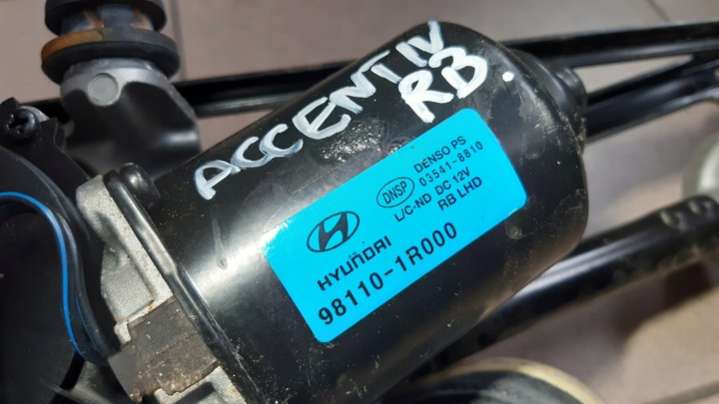 ACCENT IV
RB.
DNSP
DENSO PS
03541-8810
L/C-ND DC 12V
RB LHD
HYUNDAI
98110-1R000